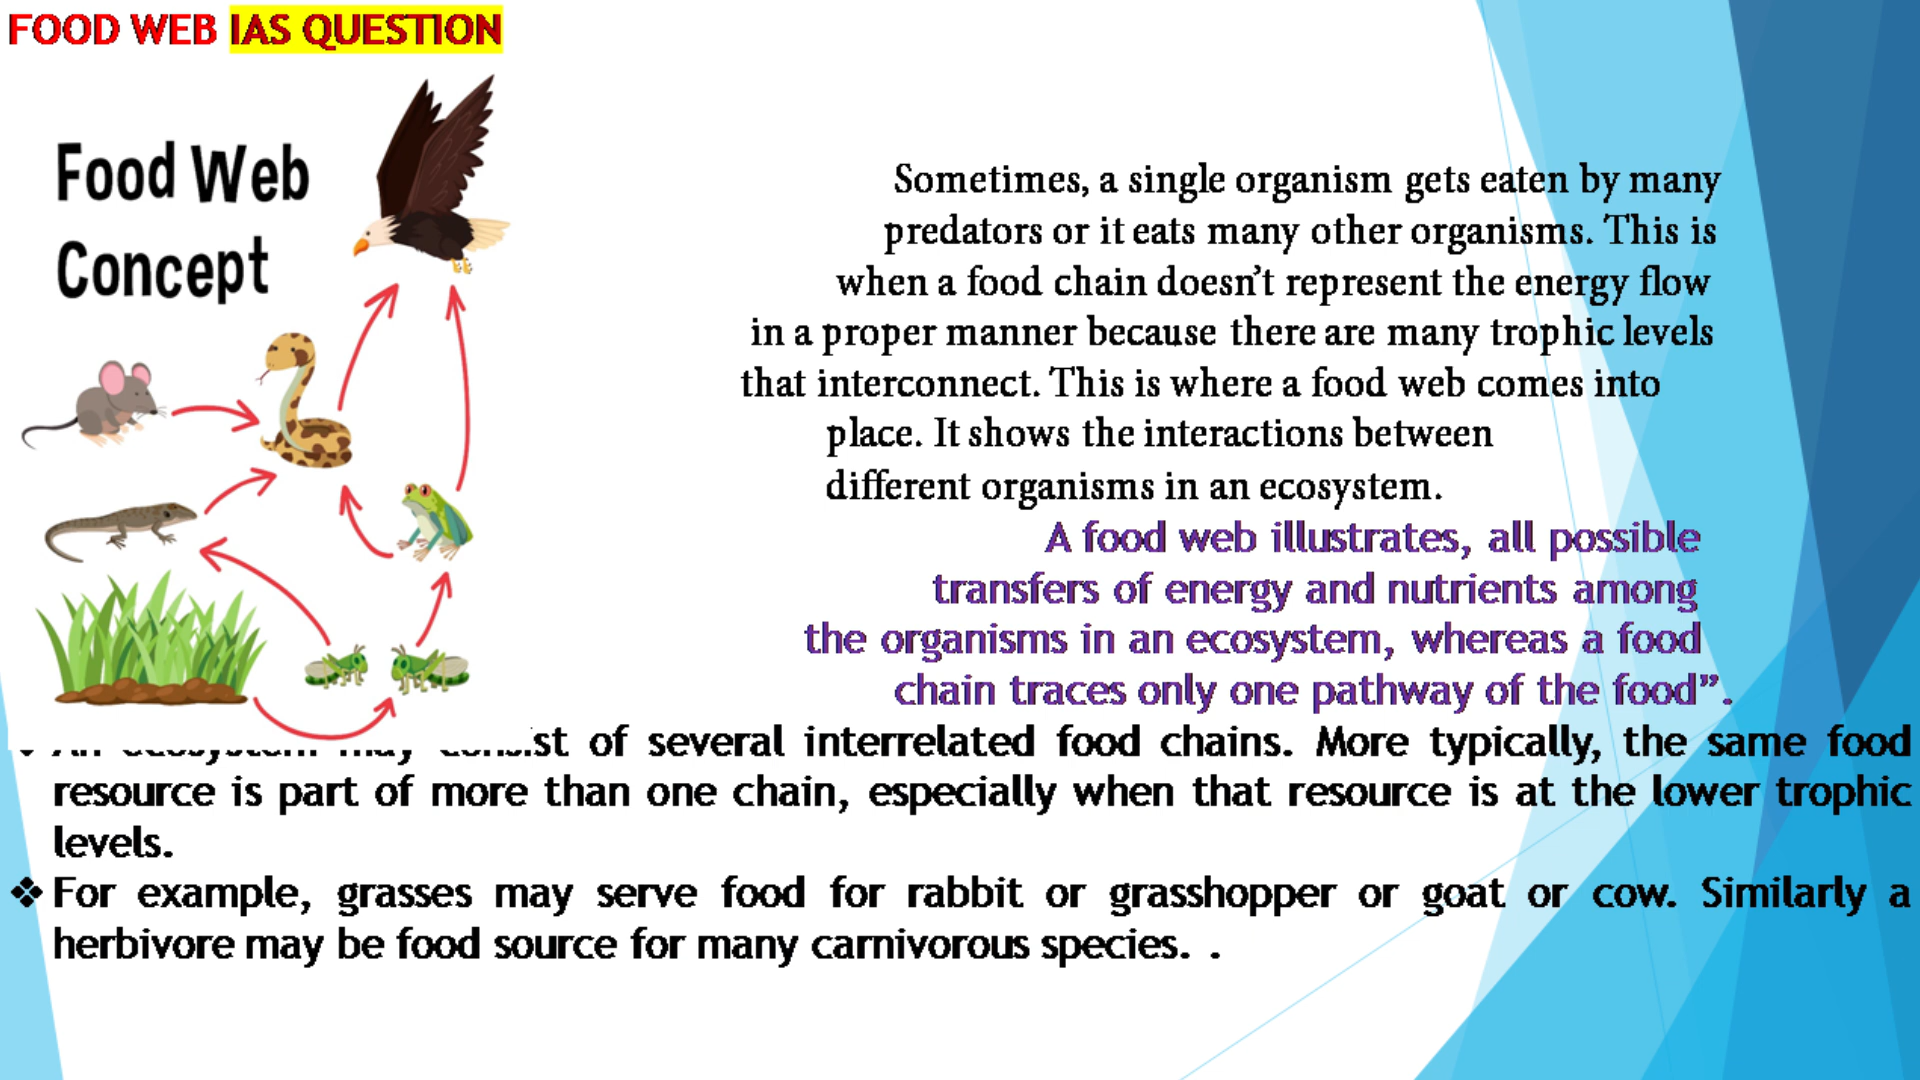 FOOD WEB IAS QUESTION
Food Web
Concept
Sometimes, a single organism gets eaten by many
predators or it eats many other organisms. This is
when a food chain doesn’t represent the energy flow
in a proper manner because there are many trophic levels
that interconnect. This is where a food web comes into
place. It shows the interactions between
different organisms in an ecosystem.
A food web illustrates, all possible
transfers of energy and nutrients among
the organisms in an ecosystem, whereas a food
chain traces only one pathway of the food”.
An ecosystem may consist of several interrelated food chains. More typically, the same food
resource is part of more than one chain, especially when that resource is at the lower trophic
levels.
❖ For example, grasses may serve food for rabbit or grasshopper or goat or cow. Similarly a
herbivore may be food source for many carnivorous species. .